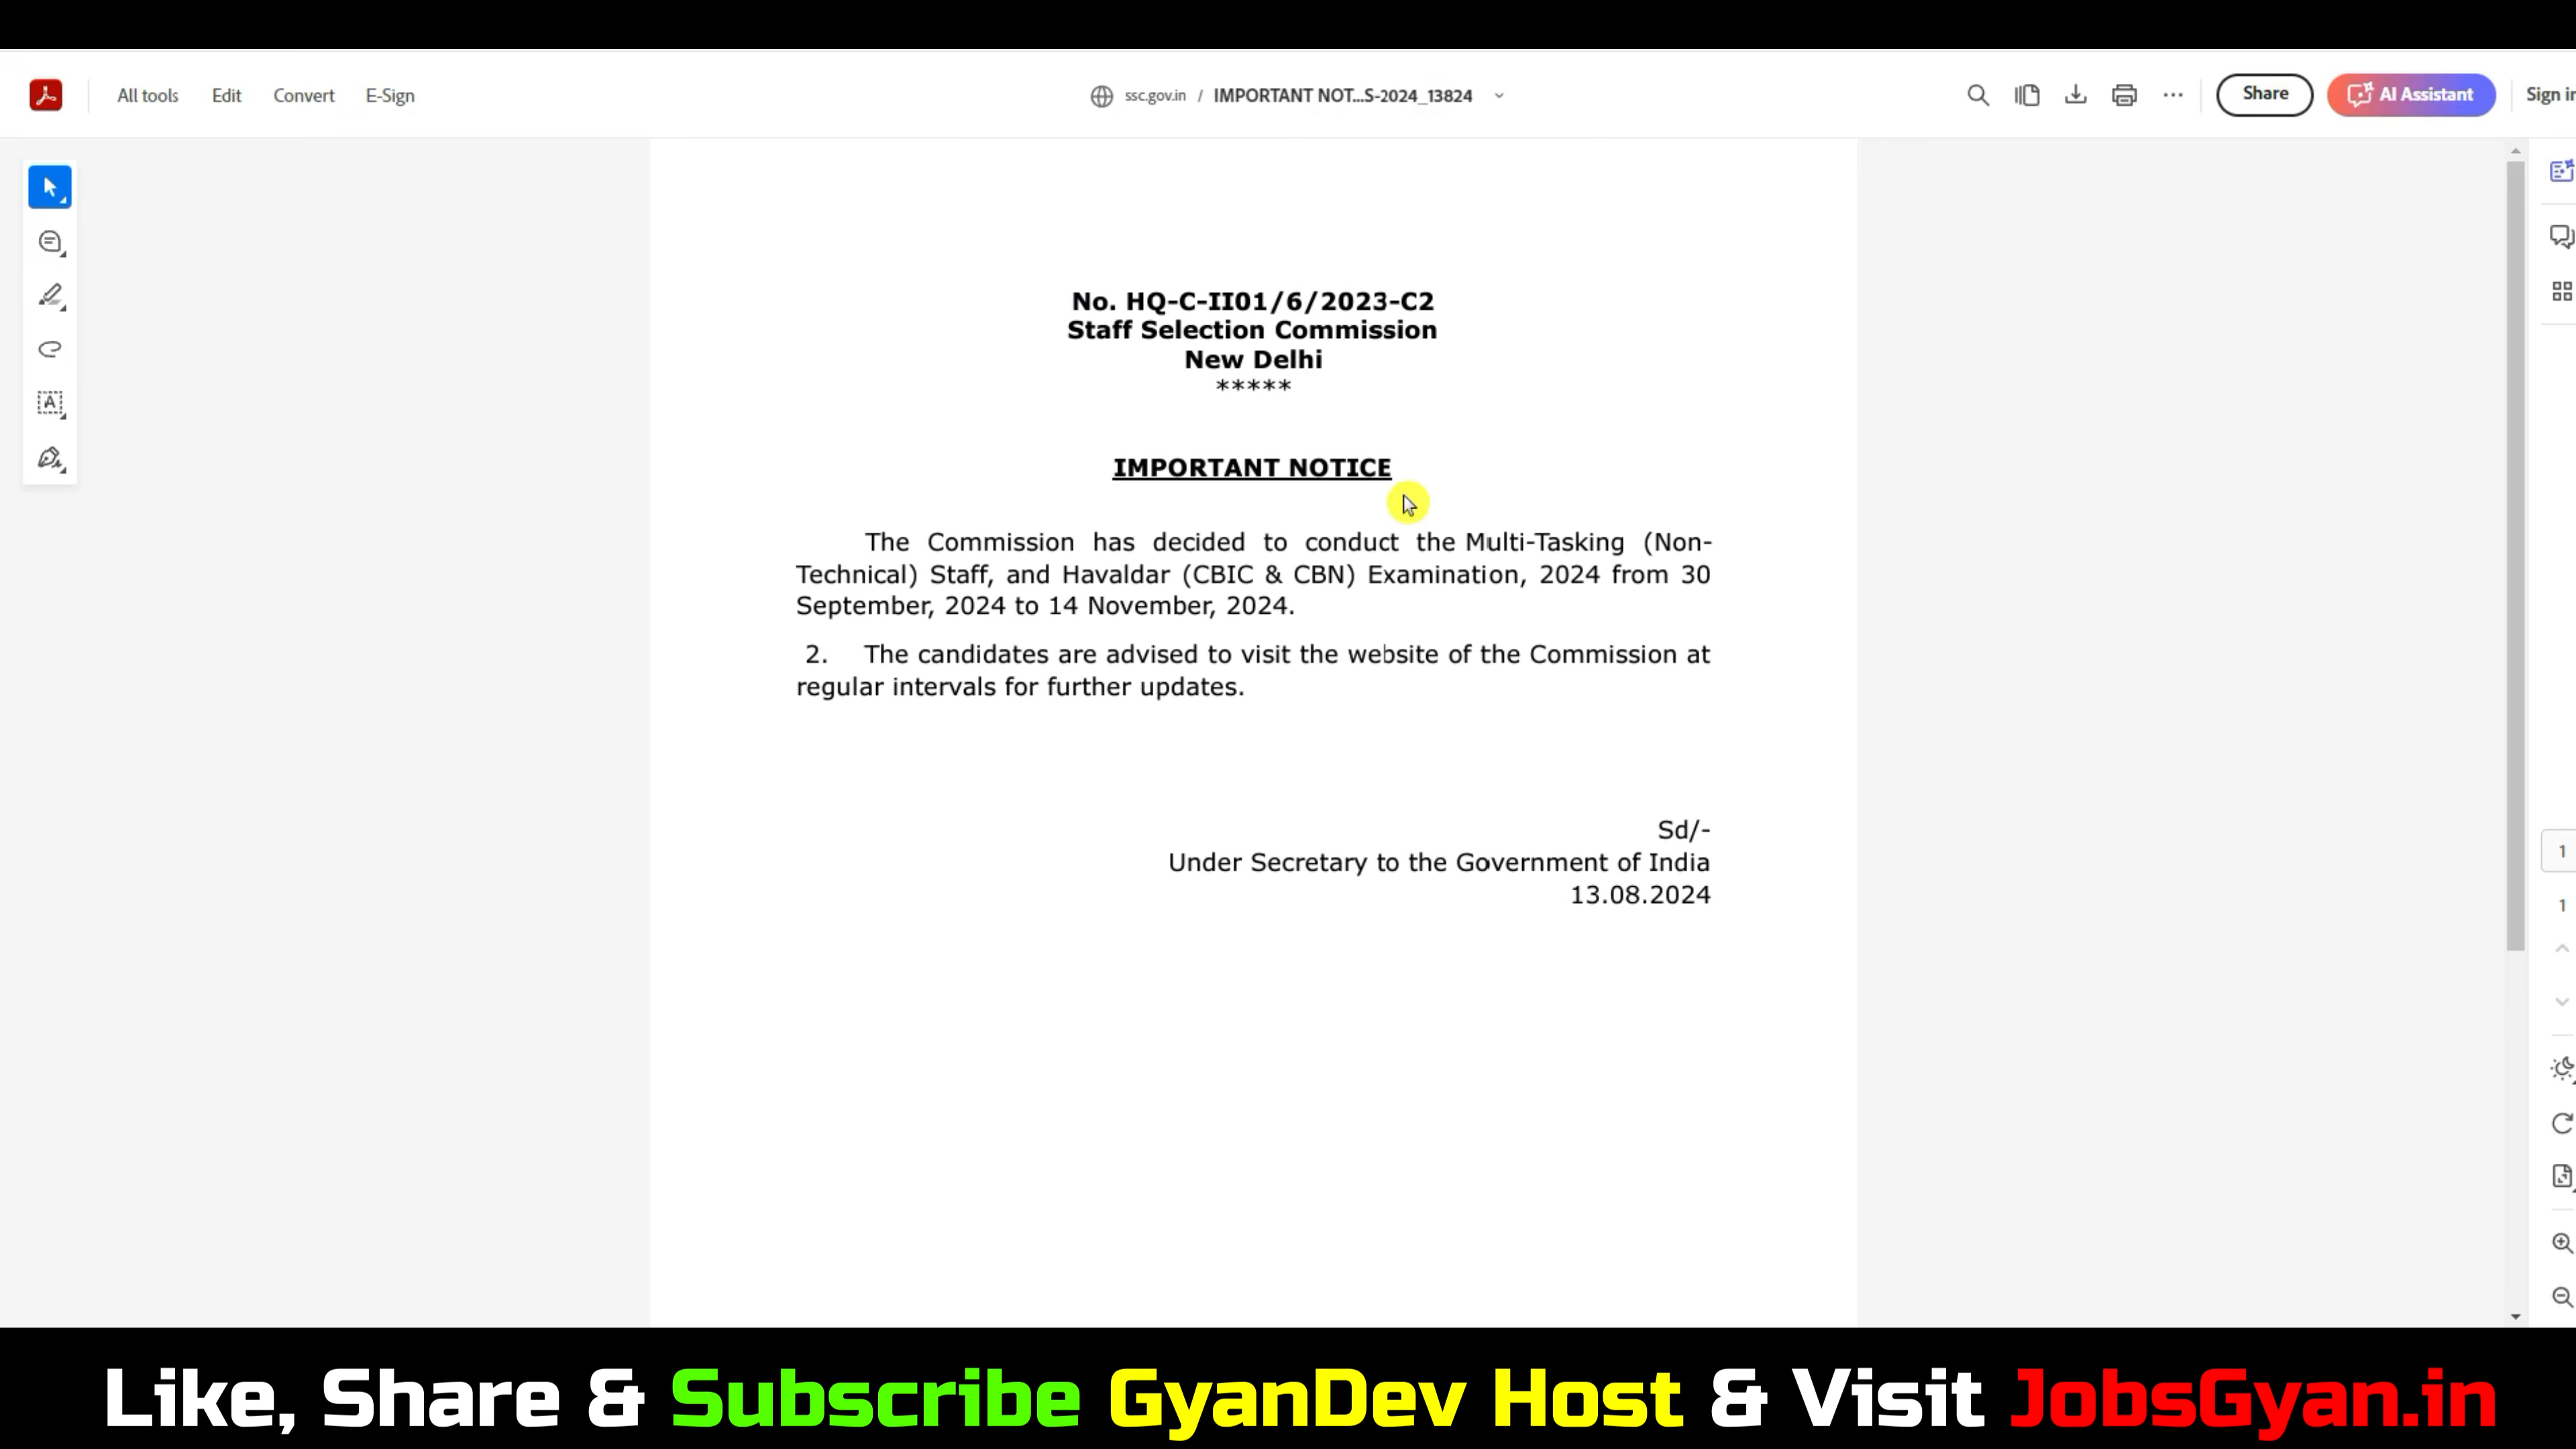 All tools Edit Convert E-Sign ssc.gov.in / IMPORTANT NOT...S-2024_13824 Share AI Assistant Sign in
No. HQ-C-II01/6/2023-C2
Staff Selection Commission
New Delhi
*****
IMPORTANT NOTICE
The Commission has decided to conduct the Multi-Tasking (Non-
Technical) Staff, and Havaldar (CBIC & CBN) Examination, 2024 from 30
September, 2024 to 14 November, 2024.
2. The candidates are advised to visit the website of the Commission at
regular intervals for further updates.
Sd/-
Under Secretary to the Government of India
13.08.2024
1
1
Like, Share & Subscribe GyanDev Host & Visit JobsGyan.in